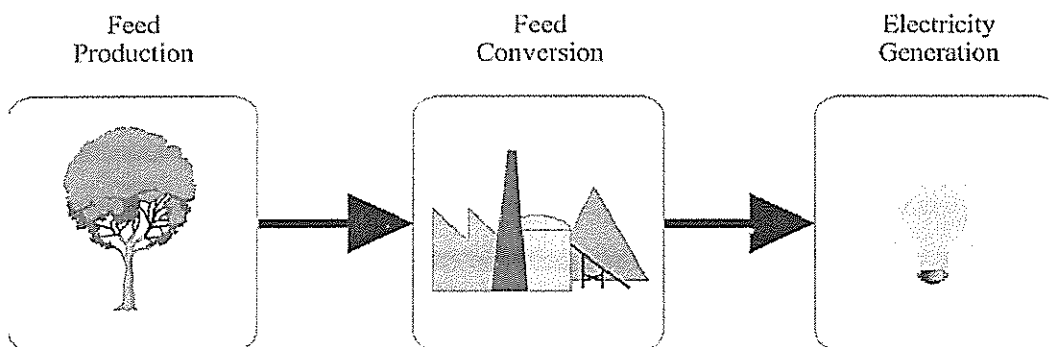 Feed
Production
Feed
Conversion
Electricity
Generation